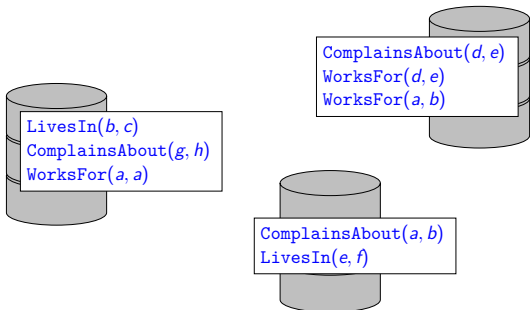 ComplainsAbout(d, e)
WorksFor(d, e)
WorksFor(a, b)
LivesIn(b, c)
ComplainsAbout(g, h)
WorksFor(a, a)
ComplainsAbout(a, b)
LivesIn(e, f)